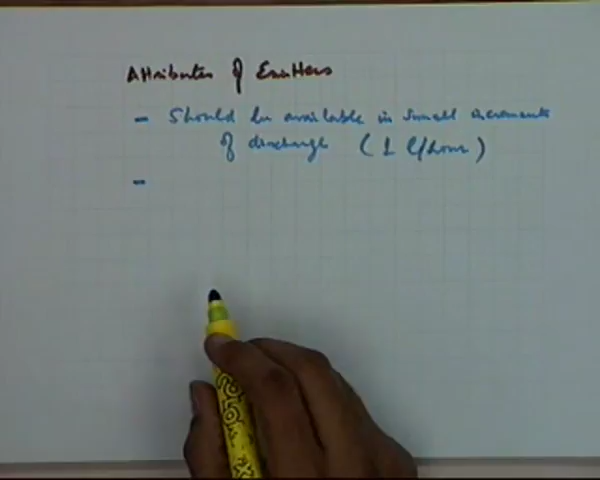 Attributes of Emitters
- Should be available in small increments
of discharge (1 l/hour)
-